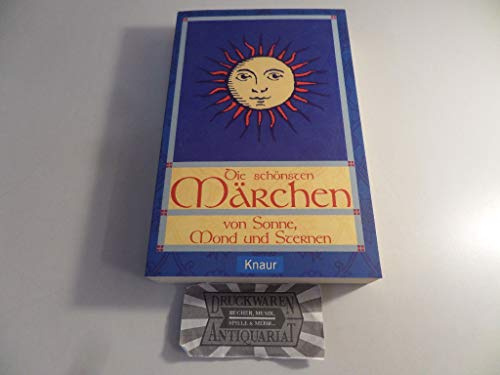 Die schönsten
Märchen
von Sonne,
Mond und Sternen
Knaur
DRUCKWAREN
BÜCHER, MUSIK,
SPIELE & MEHR...
ANTIQUARIAT